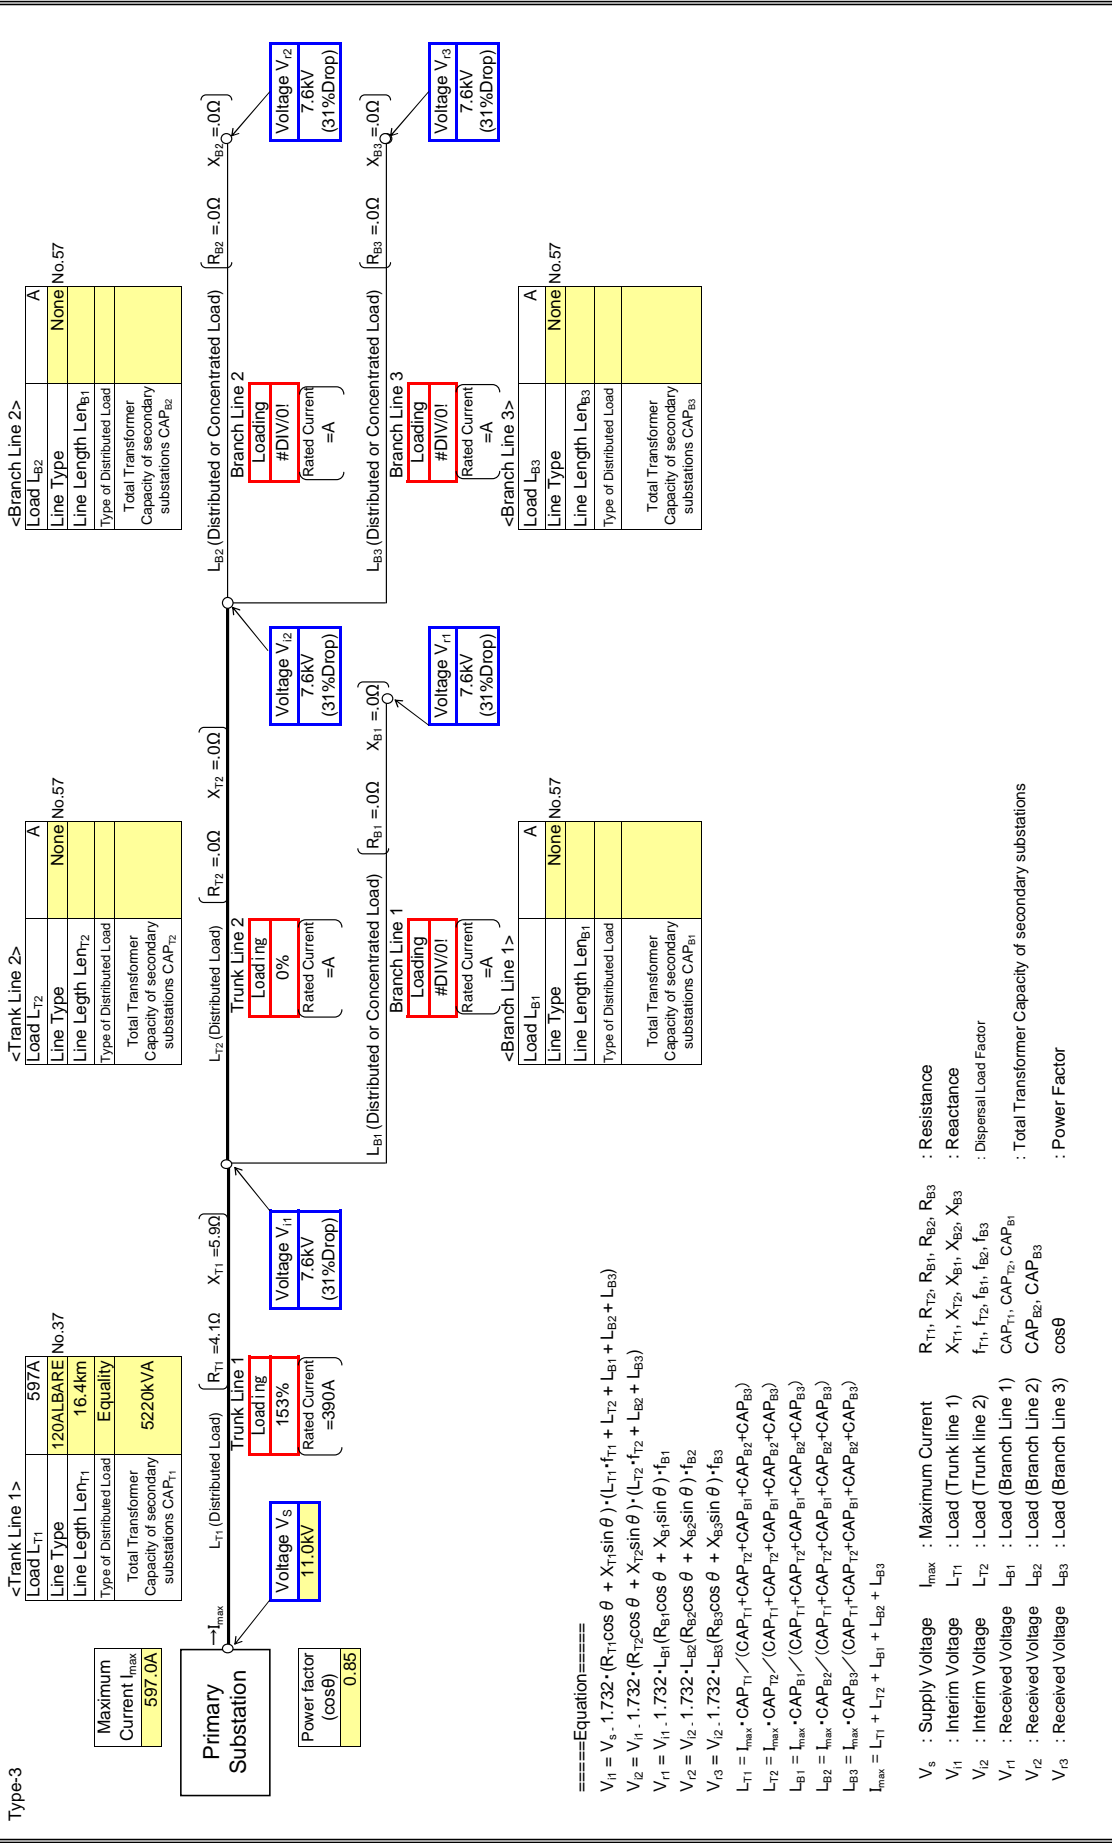 Type-3
Maximum
Current Imax
597.0A
<Trank Line 1>
Load LT1 597A
Line Type 120ALBARE No.37
Line Legth LenT1 16.4km
Type of Distributed Load Equality
Total Transformer
Capacity of secondary
substations CAPT1
5220kVA
<Trank Line 2>
Load LT2 A
Line Type None No.57
Line Length LenT2
Type of Distributed Load
Total Transformer
Capacity of secondary
substations CAPT2
<Branch Line 2>
Load LB2 A
Line Type None No.57
Line Length LenB1
Type of Distributed Load
Total Transformer
Capacity of secondary
substations CAPB2
Primary
Substation
→Imax
LT1 (Distributed Load)
RT1 =4.1Ω XT1 =5.9Ω
LT2 (Distributed Load)
RT2 =.0Ω XT2 =.0Ω
LB2 (Distributed or Concentrated Load)
RB2 =.0Ω XB2 =.0Ω
Power factor
(cosθ)
0.85
Voltage VS
11.0kV
Trunk Line 1
Loading
153%
Rated Current
=390A
Voltage Vi1
7.6kV
(31%Drop)
Trunk Line 2
Loading
0%
Rated Current
=A
Voltage Vi2
7.6kV
(31%Drop)
Branch Line 2
Loading
#DIV/0!
Rated Current
=A
Voltage Vr2
7.6kV
(31%Drop)
LB1 (Distributed or Concentrated Load)
RB1 =.0Ω XB1 =.0Ω
LB3 (Distributed or Concentrated Load)
RB3 =.0Ω XB3 =.0Ω
Branch Line 1
Loading
#DIV/0!
Rated Current
=A
Voltage Vr1
7.6kV
(31%Drop)
Branch Line 3
Loading
#DIV/0!
Rated Current
=A
Voltage Vr3
7.6kV
(31%Drop)
<Branch Line 1>
Load LB1 A
Line Type None No.57
Line Length LenB1
Type of Distributed Load
Total Transformer
Capacity of secondary
substations CAPB1
<Branch Line 3>
Load LB3 A
Line Type None No.57
Line Length LenB3
Type of Distributed Load
Total Transformer
Capacity of secondary
substations CAPB3
=====Equation=====
Vi1 = Vs - 1.732・(RT1cos θ + XT1sin θ)・(LT1・fT1 + LT2 + LB1 + LB2 + LB3)
Vi2 = Vi1 - 1.732・(RT2cos θ + XT2sin θ)・(LT2・fT2 + LB2 + LB3)
Vr1 = Vi1 - 1.732・LB1(RB1cos θ + XB1sin θ)・fB1
Vr2 = Vi2 - 1.732・LB2(RB2cos θ + XB2sin θ)・fB2
Vr3 = Vi2 - 1.732・LB3(RB3cos θ + XB3sin θ)・fB3
LT1 = Imax・CAPT1／(CAPT1+CAPT2+CAPB1+CAPB2+CAPB3)
LT2 = Imax・CAPT2／(CAPT1+CAPT2+CAPB1+CAPB2+CAPB3)
LB1 = Imax・CAPB1／(CAPT1+CAPT2+CAPB1+CAPB2+CAPB3)
LB2 = Imax・CAPB2／(CAPT1+CAPT2+CAPB1+CAPB2+CAPB3)
LB3 = Imax・CAPB3／(CAPT1+CAPT2+CAPB1+CAPB2+CAPB3)
Imax = LT1 + LT2 + LB1 + LB2 + LB3
Vs : Supply Voltage Imax : Maximum Current RT1, RT2, RB1, RB2, RB3 : Resistance
Vi1 : Interim Voltage LT1 : Load (Trunk line 1) XT1, XT2, XB1, XB2, XB3 : Reactance
Vi2 : Interim Voltage LT2 : Load (Trunk line 2) fT1, fT2, fB1, fB2, fB3 : Dispersal Load Factor
Vr1 : Received Voltage LB1 : Load (Branch Line 1) CAPT1, CAPT2, CAPB1 : Total Transformer Capacity of secondary substations
Vr2 : Received Voltage LB2 : Load (Branch Line 2) CAPB2, CAPB3
Vr3 : Received Voltage LB3 : Load (Branch Line 3) cosθ : Power Factor